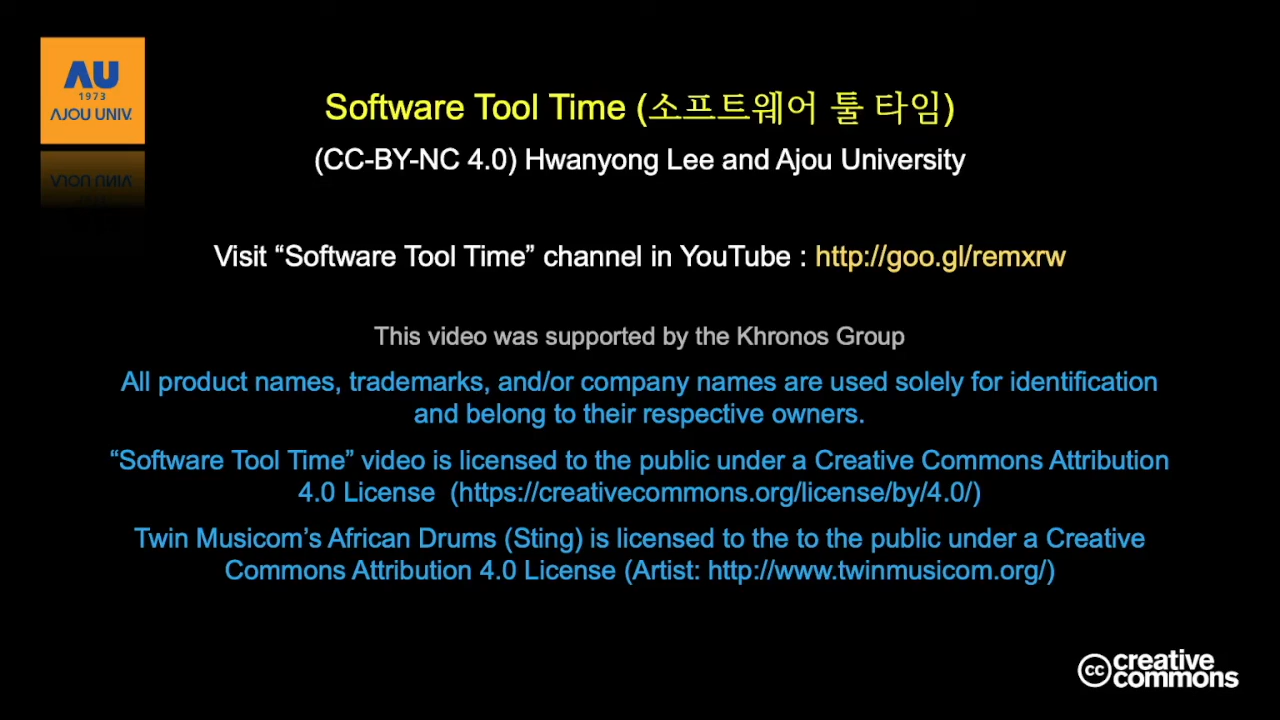 AU
1973
AJOU UNIV.
Software Tool Time (소프트웨어 툴 타임)
(CC-BY-NC 4.0) Hwanyong Lee and Ajou University
Visit “Software Tool Time” channel in YouTube : http://goo.gl/remxrw
This video was supported by the Khronos Group
All product names, trademarks, and/or company names are used solely for identification
and belong to their respective owners.
“Software Tool Time” video is licensed to the public under a Creative Commons Attribution
4.0 License (https://creativecommons.org/license/by/4.0/)
Twin Musicom’s African Drums (Sting) is licensed to the to the public under a Creative
Commons Attribution 4.0 License (Artist: http://www.twinmusicom.org/)
cc creative
commons